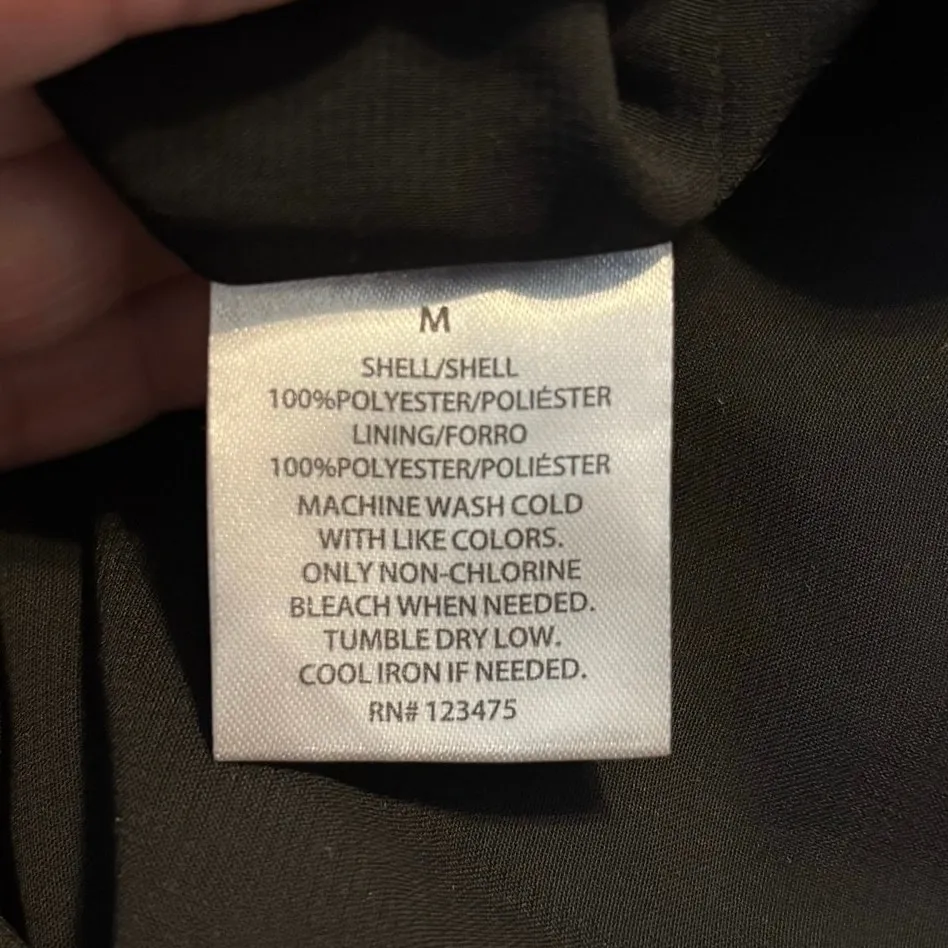 M
SHELL/SHELL
100%POLYESTER/POLIÉSTER
LINING/FORRO
100%POLYESTER/POLIÉSTER
MACHINE WASH COLD
WITH LIKE COLORS.
ONLY NON-CHLORINE
BLEACH WHEN NEEDED.
TUMBLE DRY LOW.
COOL IRON IF NEEDED.
RN# 123475